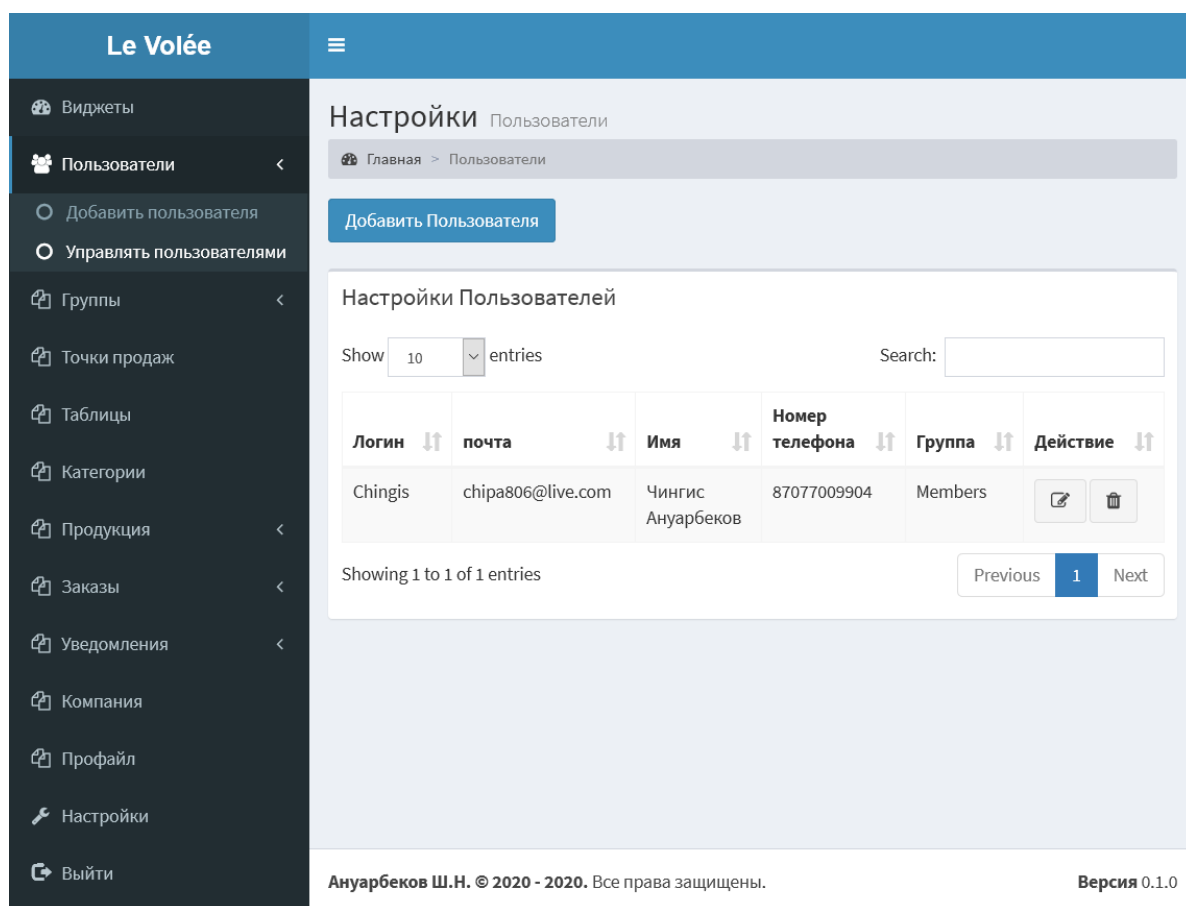 Le Volée
Виджеты
Пользователи
Добавить пользователя
Управлять пользователями
Группы
Точки продаж
Таблицы
Категории
Продукция
Заказы
Уведомления
Компания
Профайл
Настройки
Выйти
Настройки Пользователи
Главная > Пользователи
Добавить Пользователя
Настройки Пользователей
Show 10 entries Search:
Логин почта Имя Номер телефона Группа Действие
Chingis chipa806@live.com Чингис 87077009904 Members
Ануарбеков
Showing 1 to 1 of 1 entries Previous 1 Next
Ануарбеков Ш.Н. © 2020 - 2020. Все права защищены. Версия 0.1.0